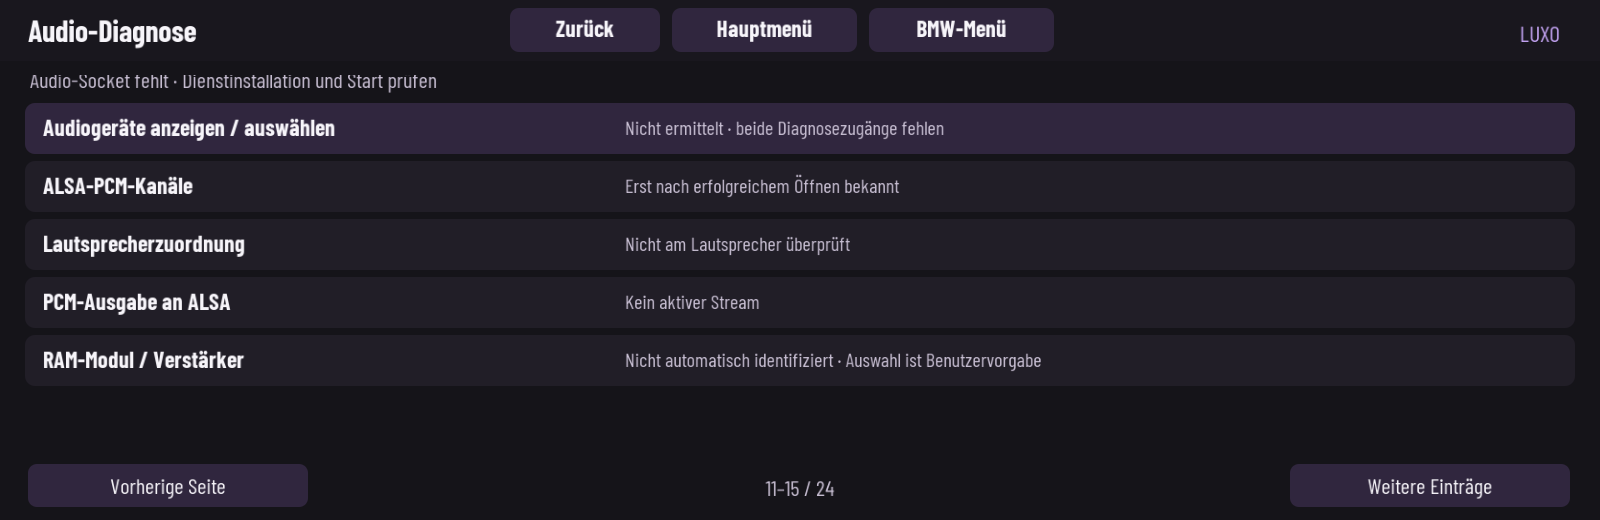 Audio-Diagnose
Zurück
Hauptmenü
BMW-Menü
LUXO
Audio-Socket fehlt · Dienstinstallation und Start prüfen
Audiogeräte anzeigen / auswählen
Nicht ermittelt · beide Diagnosezugänge fehlen
ALSA-PCM-Kanäle
Erst nach erfolgreichem Öffnen bekannt
Lautsprecherzuordnung
Nicht am Lautsprecher überprüft
PCM-Ausgabe an ALSA
Kein aktiver Stream
RAM-Modul / Verstärker
Nicht automatisch identifiziert · Auswahl ist Benutzervorgabe
Vorherige Seite
11–15 / 24
Weitere Einträge